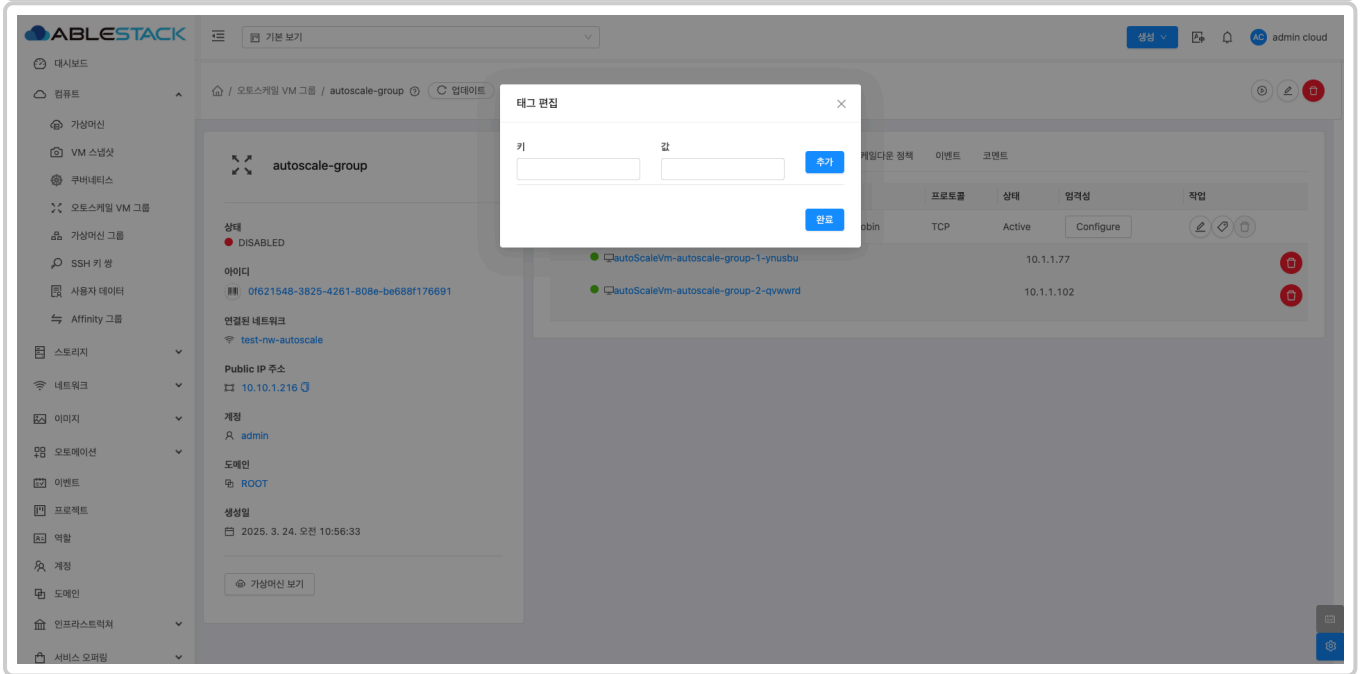 ABLESTACK
기본 보기
생성
AC admin cloud
대시보드
컴퓨트
가상머신
VM 스냅샷
쿠버네티스
오토스케일 VM 그룹
가상머신 그룹
SSH 키 쌍
사용자 데이터
Affinity 그룹
스토리지
네트워크
이미지
오토메이션
이벤트
프로젝트
역할
계정
도메인
인프라스트럭쳐
서비스 오퍼링
/ 오토스케일 VM 그룹 / autoscale-group 업데이트
autoscale-group
상태
DISABLED
아이디
0f621548-3825-4261-808e-be688f176691
연결된 네트워크
test-nw-autoscale
Public IP 주소
10.10.1.216
계정
admin
도메인
ROOT
생성일
2025. 3. 24. 오전 10:56:33
가상머신 보기
태그 편집
키 값
추가
완료
케일다운 정책 이벤트 코멘트
프로토콜 상태 엄격성 작업
obin TCP Active Configure
autoScaleVm-autoscale-group-1-ynusbu 10.1.1.77
autoScaleVm-autoscale-group-2-qvwwrd 10.1.1.102